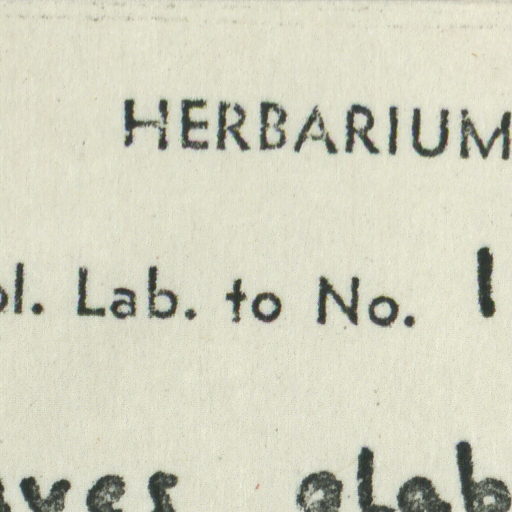 HERBARIUM
ol. Lab. to No. 1
aves glab